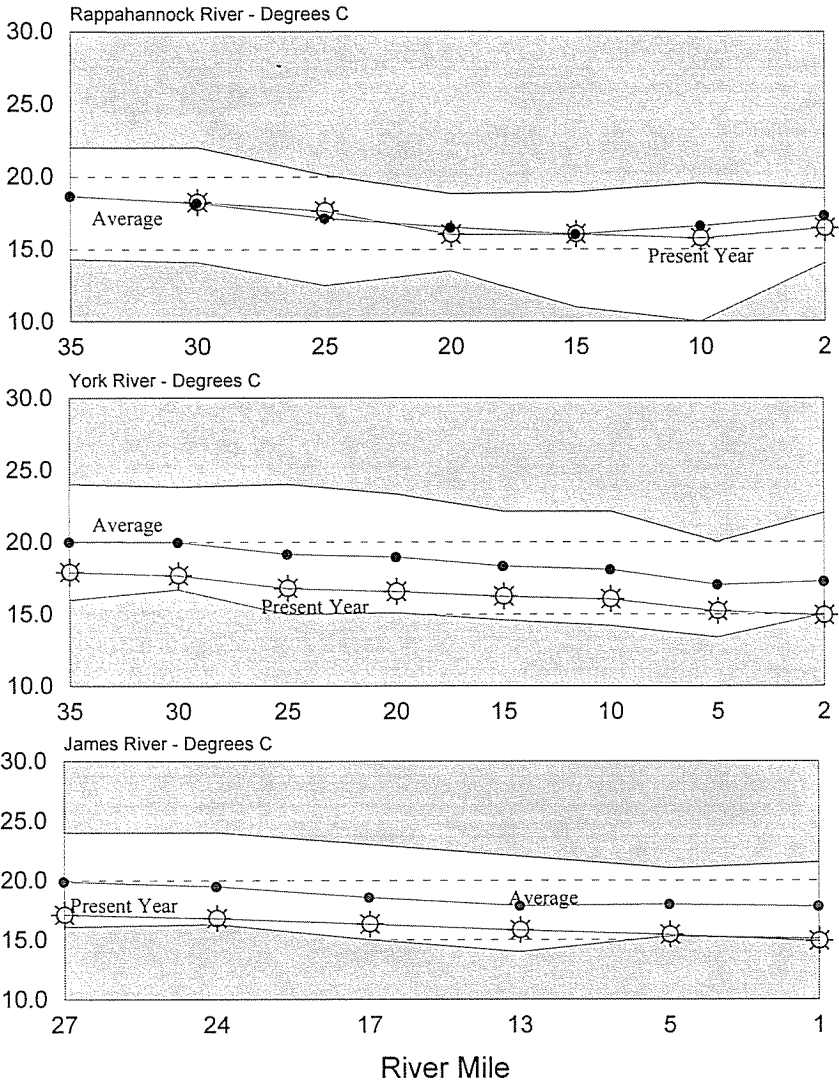 Rappahannock River - Degrees C
30.0
25.0
20.0
Average
15.0
Present Year
10.0
35 30 25 20 15 10 2
York River - Degrees C
30.0
25.0
Average
20.0
Present Year
15.0
10.0
35 30 25 20 15 10 5 2
James River - Degrees C
30.0
25.0
20.0
Present Year Average
15.0
10.0
27 24 17 13 5 1
River Mile